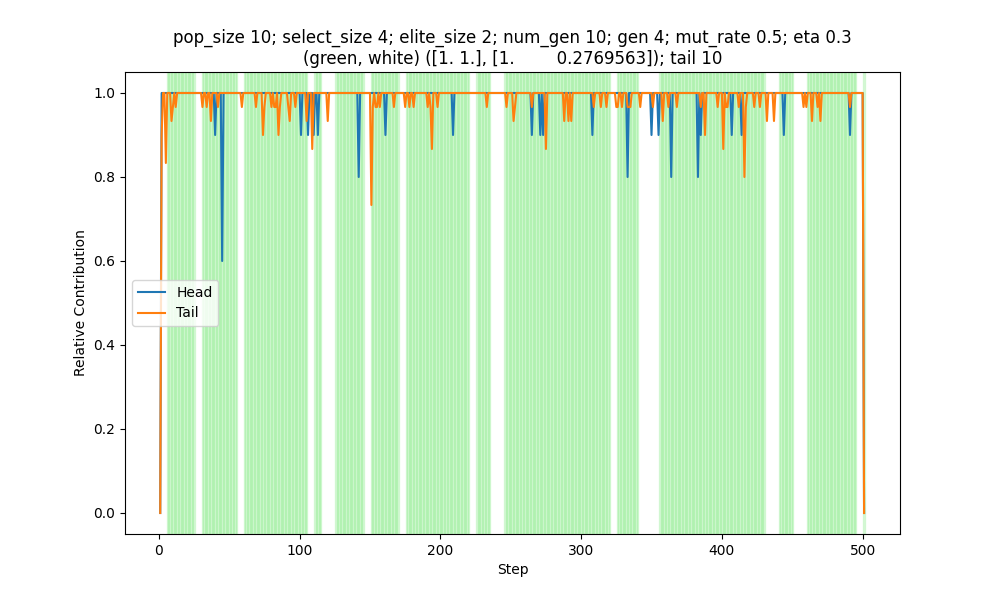 pop_size 10; select_size 4; elite_size 2; num_gen 10; gen 4; mut_rate 0.5; eta 0.3
(green, white) ([1. 1.], [1.        0.2769563]); tail 10
1.0
0.8
0.6
0.4
0.2
0.0
Relative Contribution
Head
Tail
0 100 200 300 400 500
Step